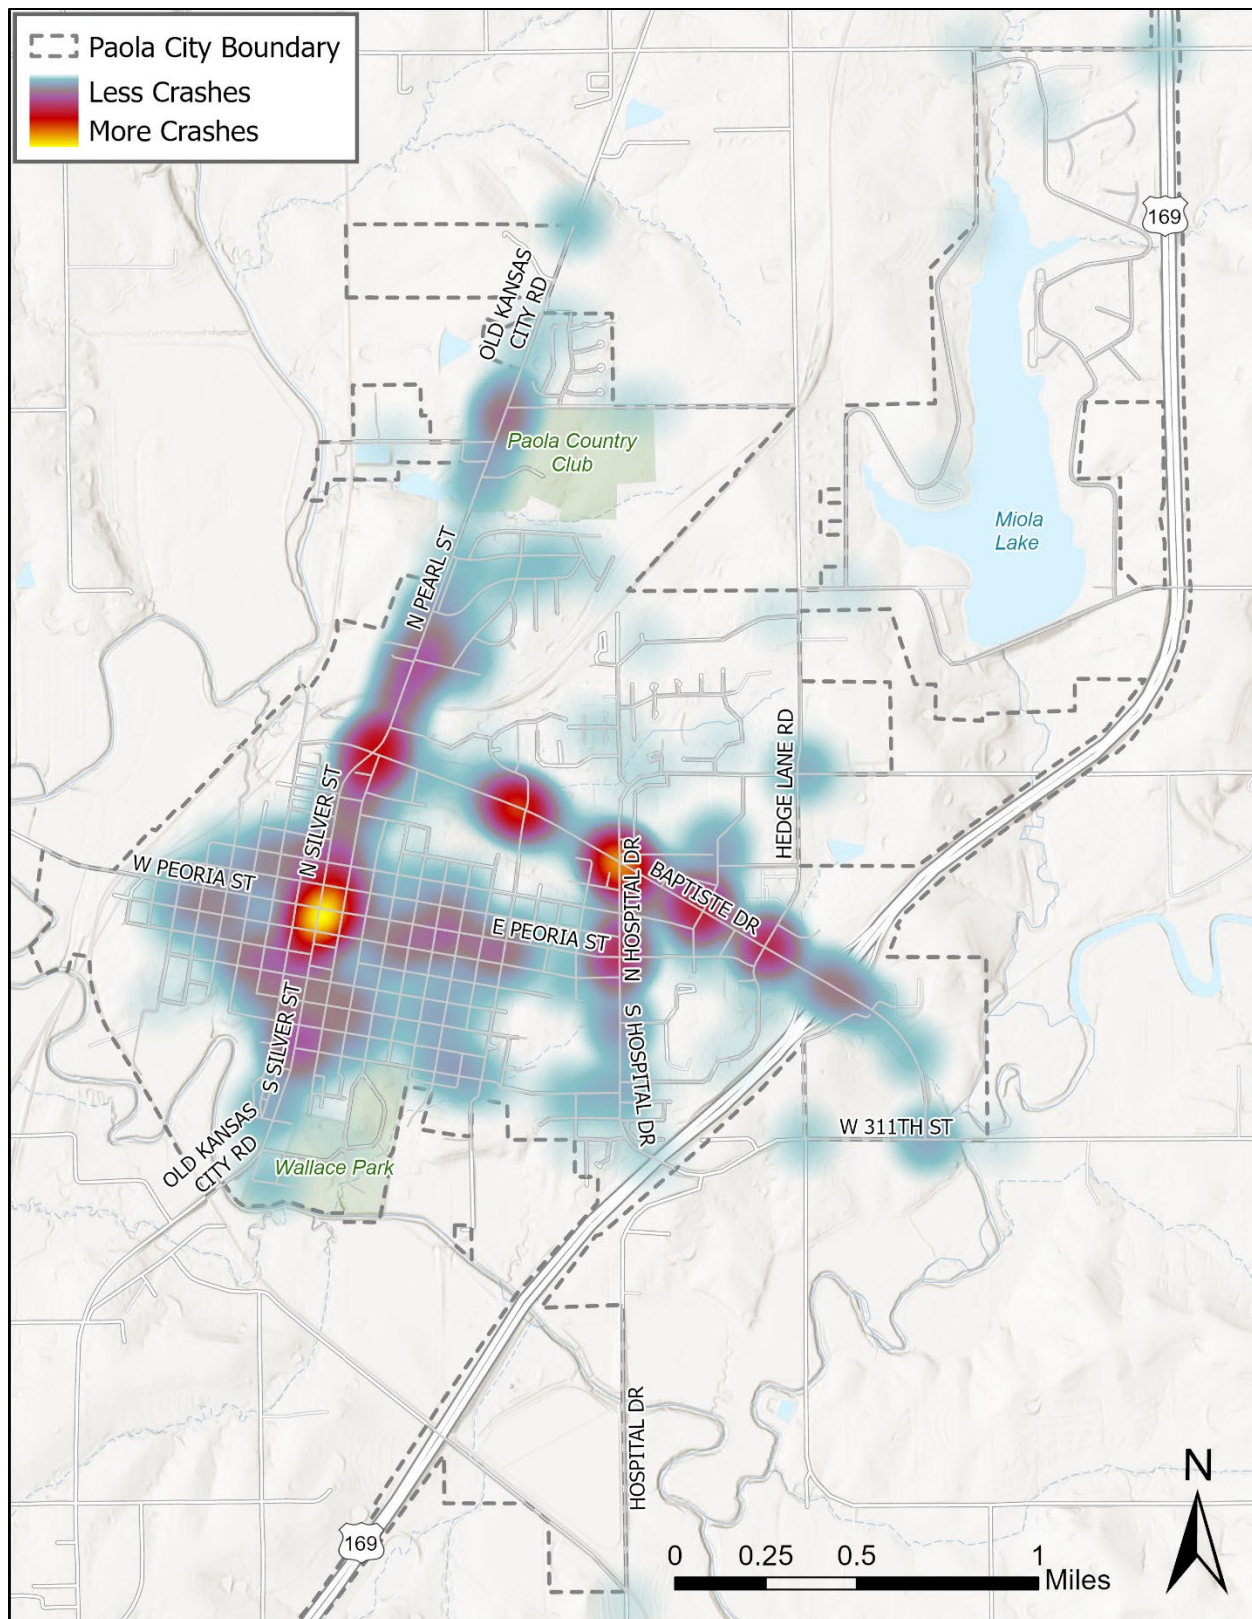 Paola City Boundary
Less Crashes
More Crashes
169
OLD KANSAS
CITY RD
Paola Country
Club
Miola
Lake
N PEARL ST
HEDGE LANE RD
N SILVER ST
W PEORIA ST
BAPTISTE DR
E PEORIA ST
N HOSPITAL DR
S SILVER ST
S HOSPITAL DR
OLD KANSAS
CITY RD
W 311TH ST
Wallace Park
HOSPITAL DR
N
169
0 0.25 0.5 1
Miles